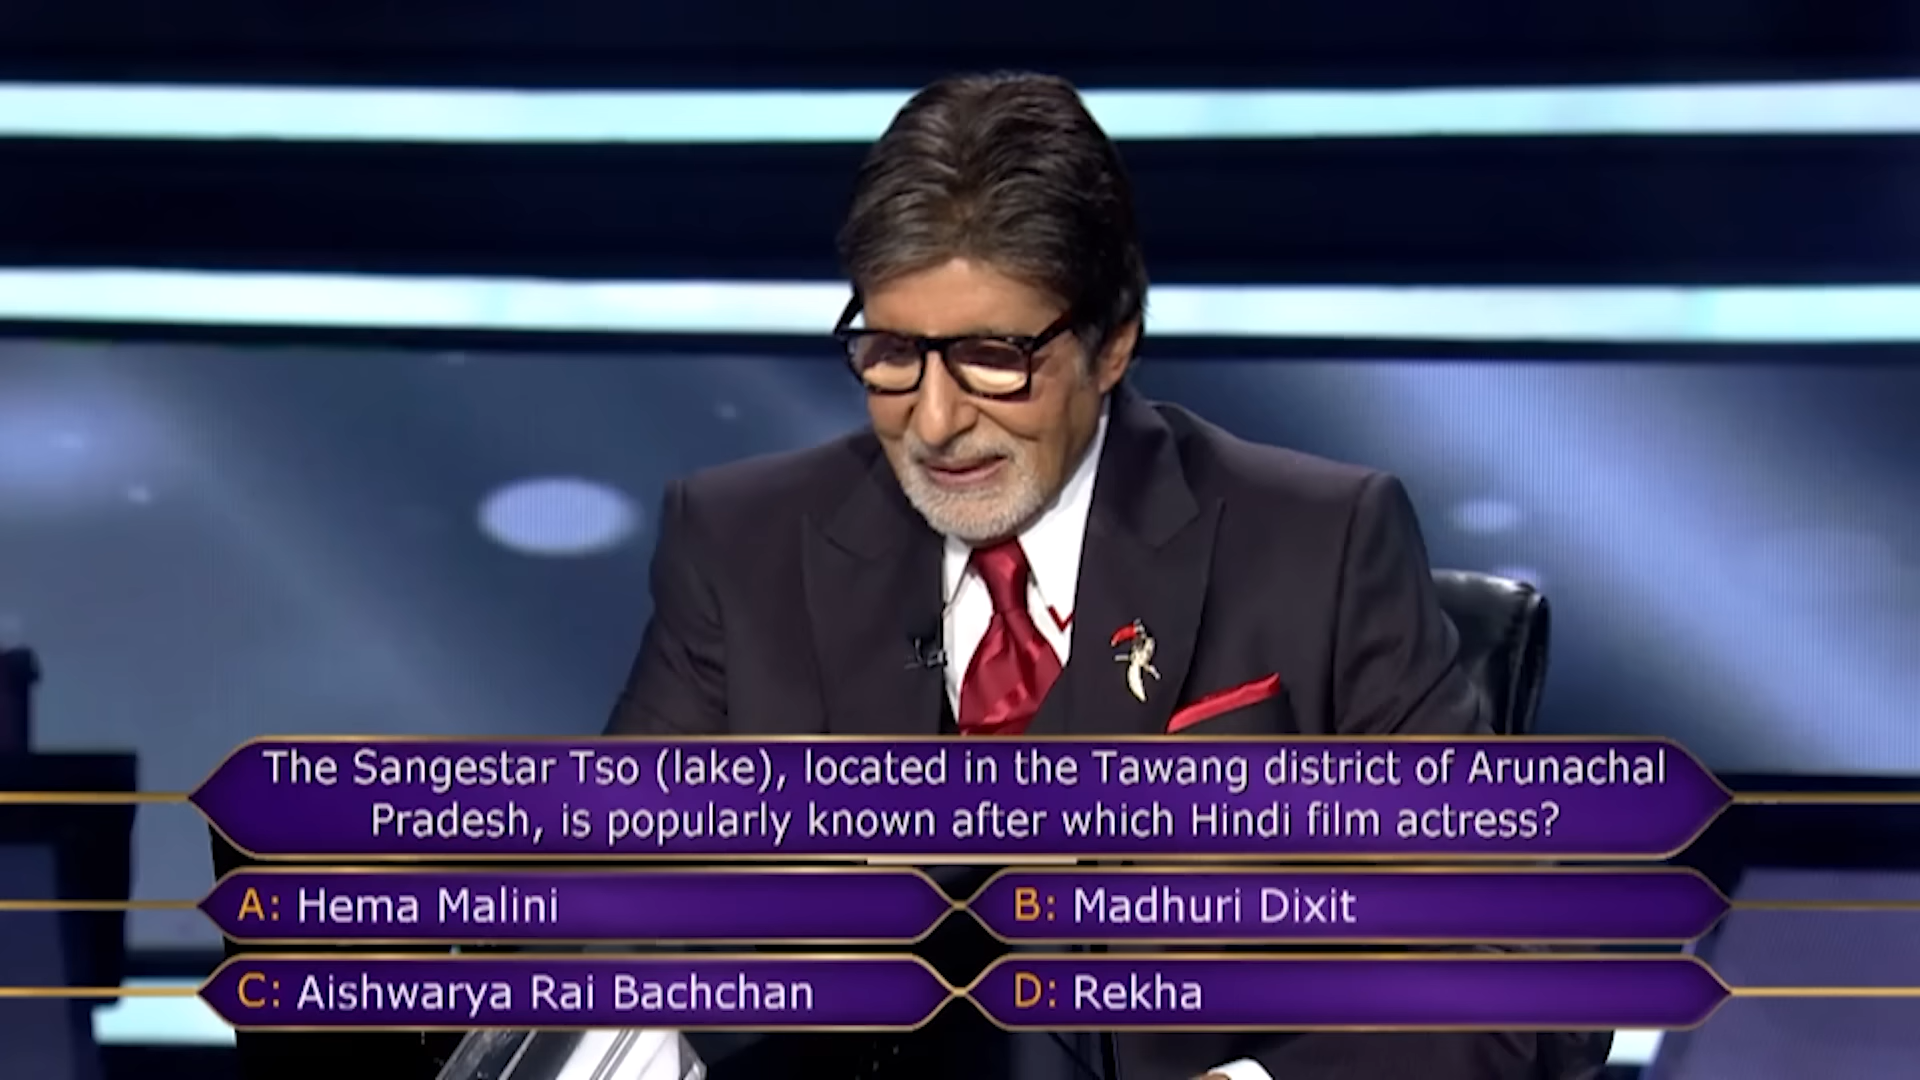 The Sangestar Tso (lake), located in the Tawang district of Arunachal
Pradesh, is popularly known after which Hindi film actress?
A: Hema Malini
B: Madhuri Dixit
C: Aishwarya Rai Bachchan
D: Rekha